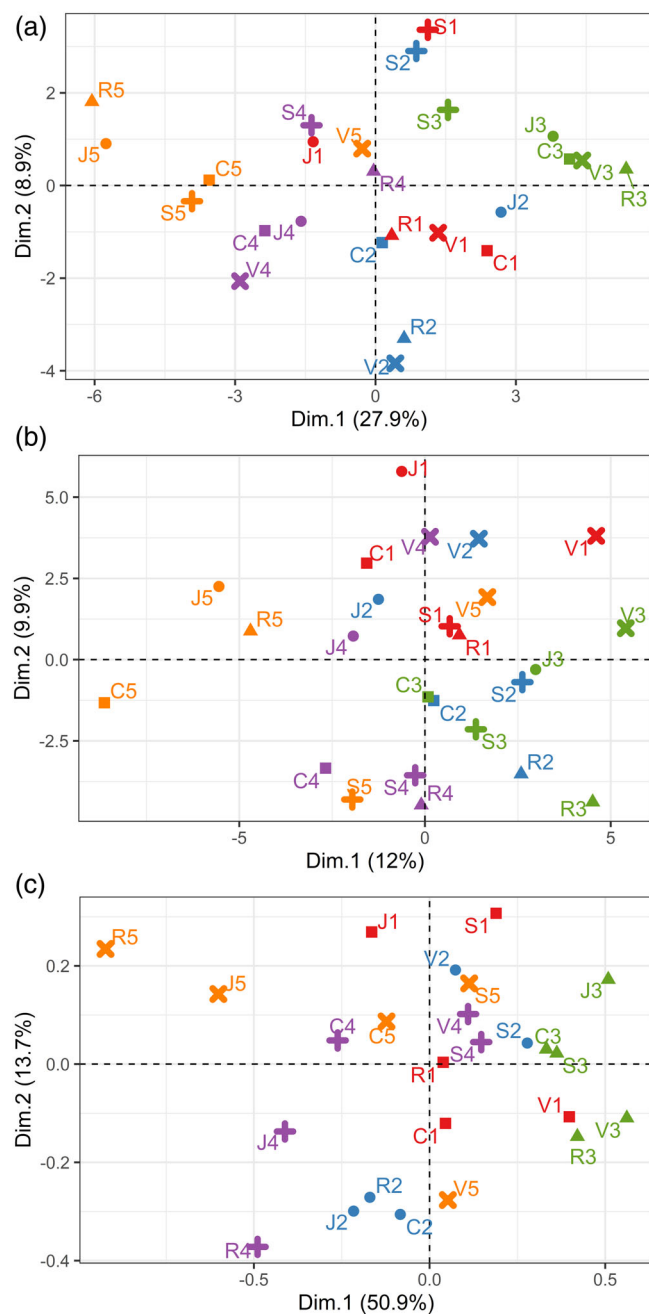 (a)
S1
S2
R5
S4
S3
J3
J5
V5
J1
C3
V3
C5
R4
R3
S5
J2
C4
J4
R1
V1
C2
C1
V4
R2
V2
2
0
-2
-4
Dim.2 (8.9%)
-6
-3
0
3
Dim.1 (27.9%)
(b)
J1
V4
V2
V1
C1
J5
J2
V5
V3
R5
S1
R1
J4
J3
C3
S2
C5
C2
S3
C4
S5
S4
R4
R2
R3
5.0
2.5
0.0
-2.5
Dim.2 (9.9%)
-5
0
5
Dim.1 (12%)
(c)
R5
J1
S1
V2
J5
S5
J3
C4
C5
V4
S4
S2
C3
S3
R1
C1
V1
V3
R3
J4
R2
J2
C2
V5
R4
0.2
0.0
-0.2
-0.4
Dim.2 (13.7%)
-0.5
0.0
0.5
Dim.1 (50.9%)